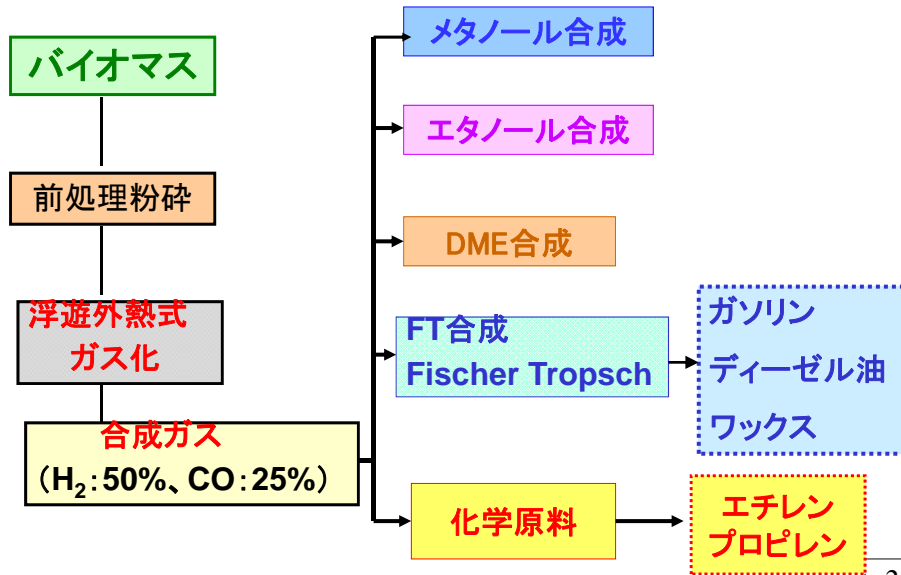 バイオマス
前処理粉砕
浮遊外熱式
ガス化
合成ガス
(H₂:50%、CO:25%)
メタノール合成
エタノール合成
DME合成
FT合成
Fischer Tropsch
ガソリン
ディーゼル油
ワックス
化学原料
エチレン
プロピレン